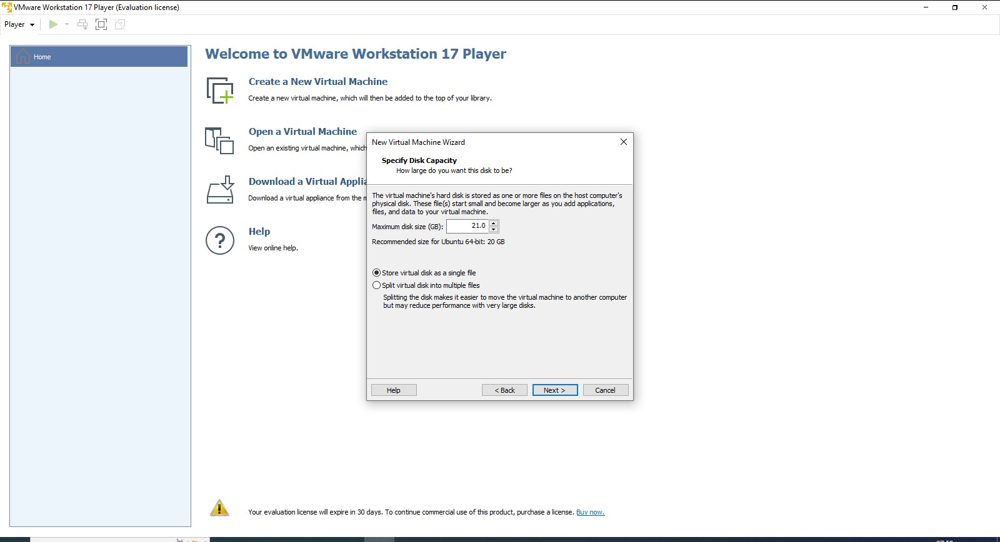 VMware Workstation 17 Player (Evaluation license)
Player
Home
Welcome to VMware Workstation 17 Player
Create a New Virtual Machine
Create a new virtual machine, which will then be added to the top of your library.
Open a Virtual Machine
Open an existing virtual machine, which
Download a Virtual Applia
Download a virtual appliance from the
Help
View online help.
New Virtual Machine Wizard
Specify Disk Capacity
How large do you want this disk to be?
The virtual machine's hard disk is stored as one or more files on the host computer's
physical disk. These file(s) start small and become larger as you add applications,
files, and data to your virtual machine.
Maximum disk size (GB): 21.0
Recommended size for Ubuntu 64-bit: 20 GB
Store virtual disk as a single file
Split virtual disk into multiple files
Splitting the disk makes it easier to move the virtual machine to another computer
but may reduce performance with very large disks.
Help < Back Next > Cancel
Your evaluation license will expire in 30 days. To continue commercial use of this product, purchase a license. Buy now.